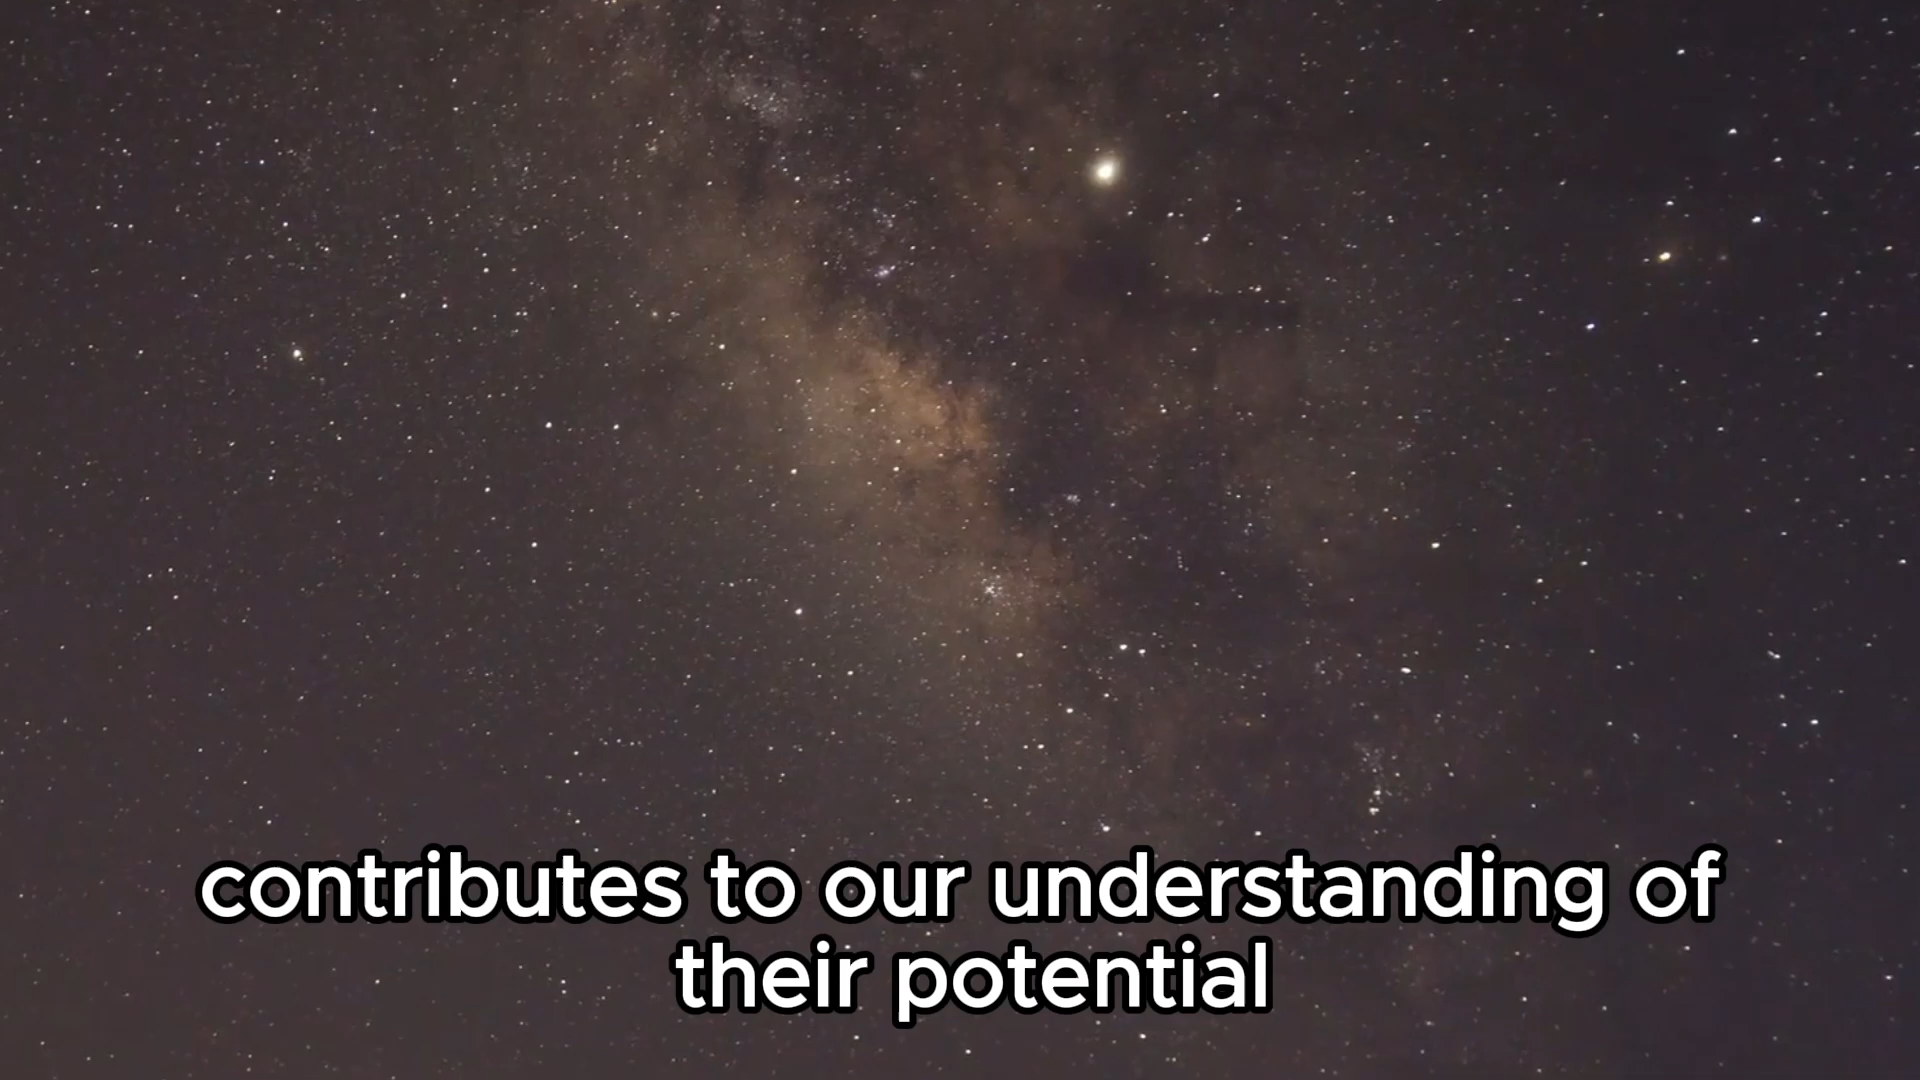 contributes to our understanding of
their potential